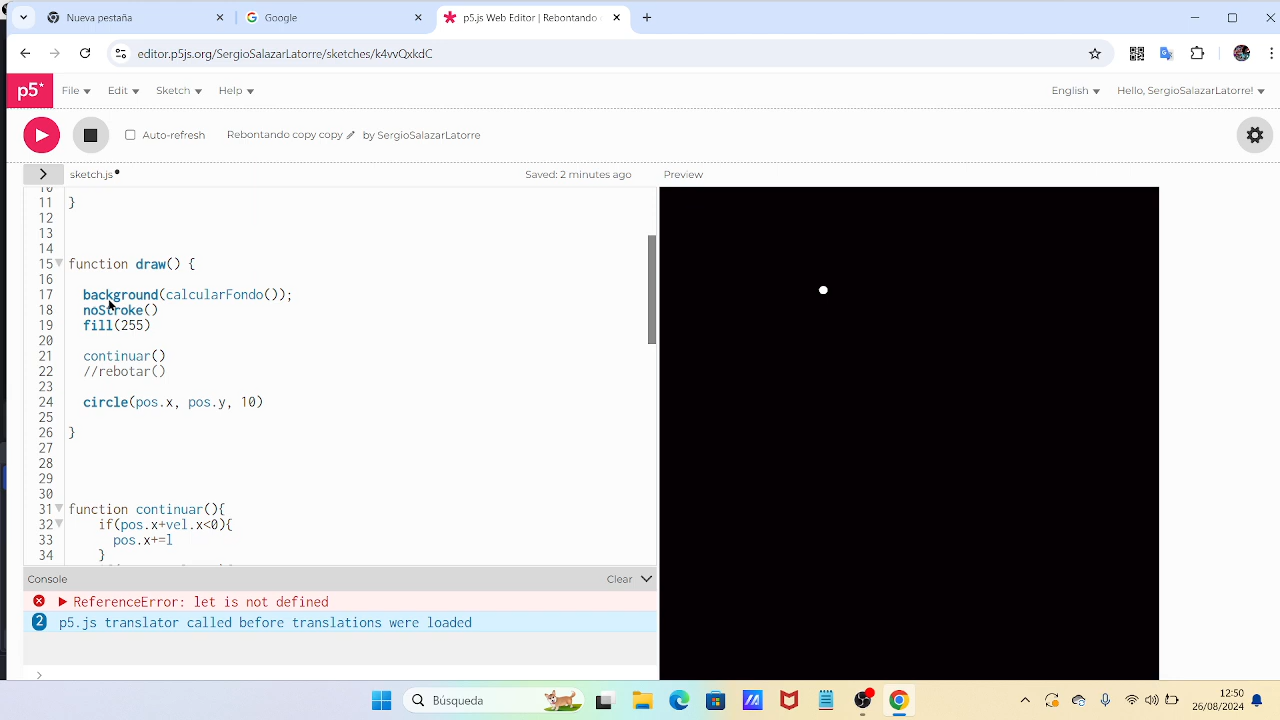 Nueva pestaña
Google
p5.js Web Editor | Rebontando
editor.p5js.org/SergioSalazarLatorre/sketches/k4vvQxkdC
p5*
File
Edit
Sketch
Help
English
Hello, SergioSalazarLatorre!
Auto-refresh
Rebontando copy copy
by SergioSalazarLatorre
sketch.js
Saved: 2 minutes ago
Preview
10
11 }
12
13
14
15 function draw() {
16
17 background(calcularFondo());
18 noStroke()
19 fill(255)
20
21 continuar()
22 //rebotar()
23
24 circle(pos.x, pos.y, 10)
25
26 }
27
28
29
30
31 function continuar(){
32 if(pos.x+vel.x<0){
33 pos.x+=l
34 }
Console
Clear
ReferenceError: let is not defined
2 p5.js translator called before translations were loaded
>
Búsqueda
12:50
26/08/2024